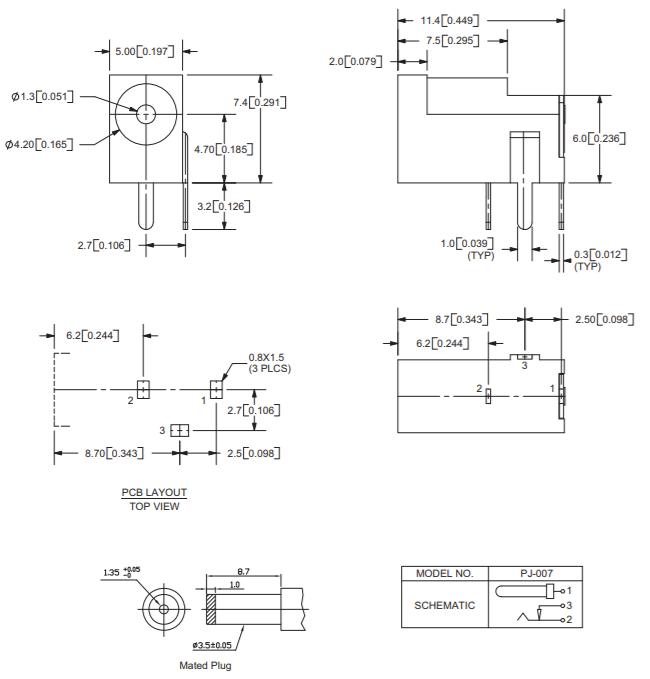 11.4[0.449]
7.5[0.295]
2.0[0.079]
5.00[0.197]
Ø1.3[0.051]
7.4[0.291]
Ø4.20[0.165]
4.70[0.185]
6.0[0.236]
3.2[0.126]
2.7[0.106]
1.0[0.039]
(TYP)
0.3[0.012]
(TYP)
6.2[0.244]
0.8X1.5
(3 PLCS)
2
1
2.7[0.106]
3
8.70[0.343]
2.5[0.098]
PCB LAYOUT
TOP VIEW
8.7[0.343]
2.50[0.098]
6.2[0.244]
3
2
1
1.35 +0.05
-0
8.7
1.0
ø3.5±0.05
Mated Plug
MODEL NO. PJ-007
SCHEMATIC
1
3
2